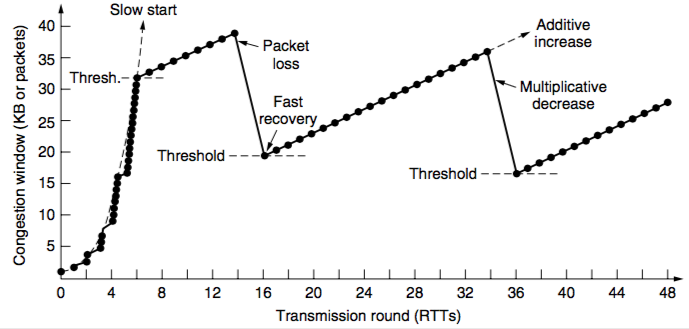 Slow start
Additive
increase
Packet
loss
Thresh.
Fast
recovery
Multiplicative
decrease
Threshold
Threshold
Congestion window (KB or packets)
40
35
30
25
20
15
10
5
0 4 8 12 16 20 24 28 32 36 40 44 48
Transmission round (RTTs)